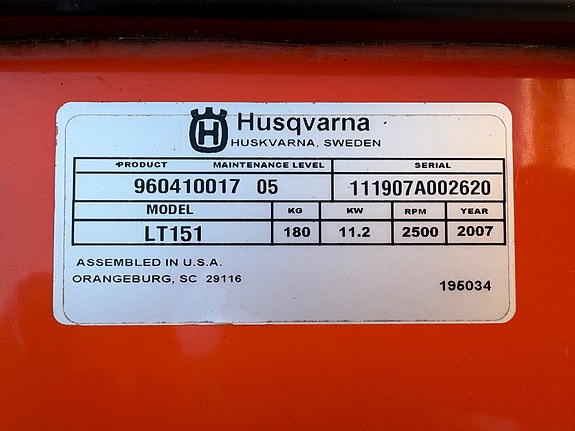 H Husqvarna
HUSKVARNA, SWEDEN
PRODUCT MAINTENANCE LEVEL SERIAL
960410017 05 111907A002620
MODEL KG KW RPM YEAR
LT151 180 11.2 2500 2007
ASSEMBLED IN U.S.A.
ORANGEBURG, SC 29116
195034